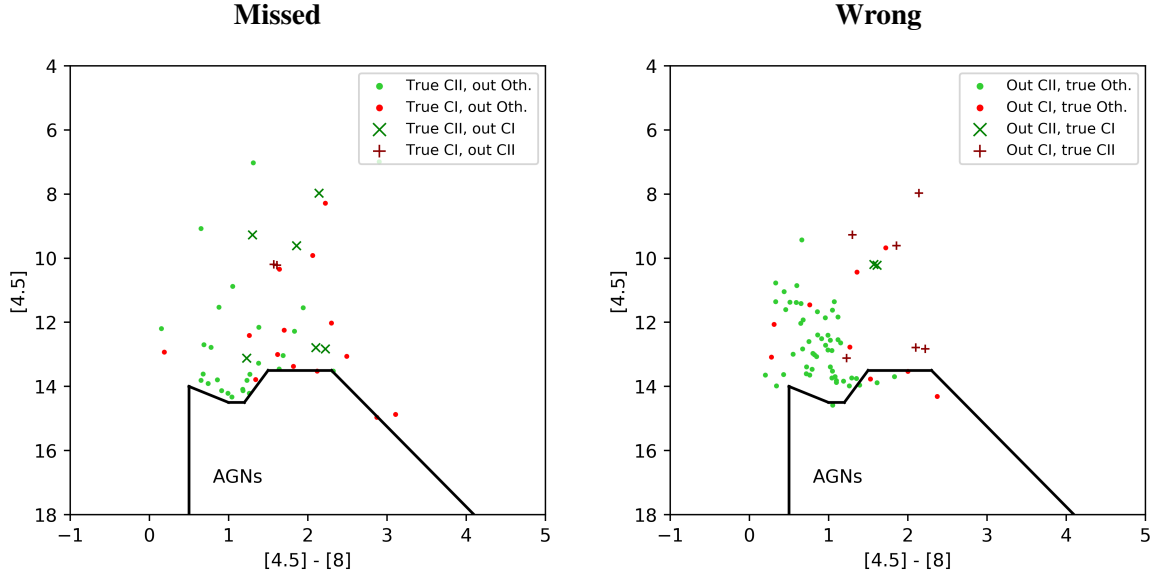 Missed
4
6
8
10
12
14
16
18
[4.5]
True CII, out Oth.
True CI, out Oth.
True CII, out CI
True CI, out CII
AGNs
−1 0 1 2 3 4 5
[4.5] - [8]
Wrong
4
6
8
10
12
14
16
18
[4.5]
Out CII, true Oth.
Out CI, true Oth.
Out CII, true CI
Out CI, true CII
AGNs
−1 0 1 2 3 4 5
[4.5] - [8]